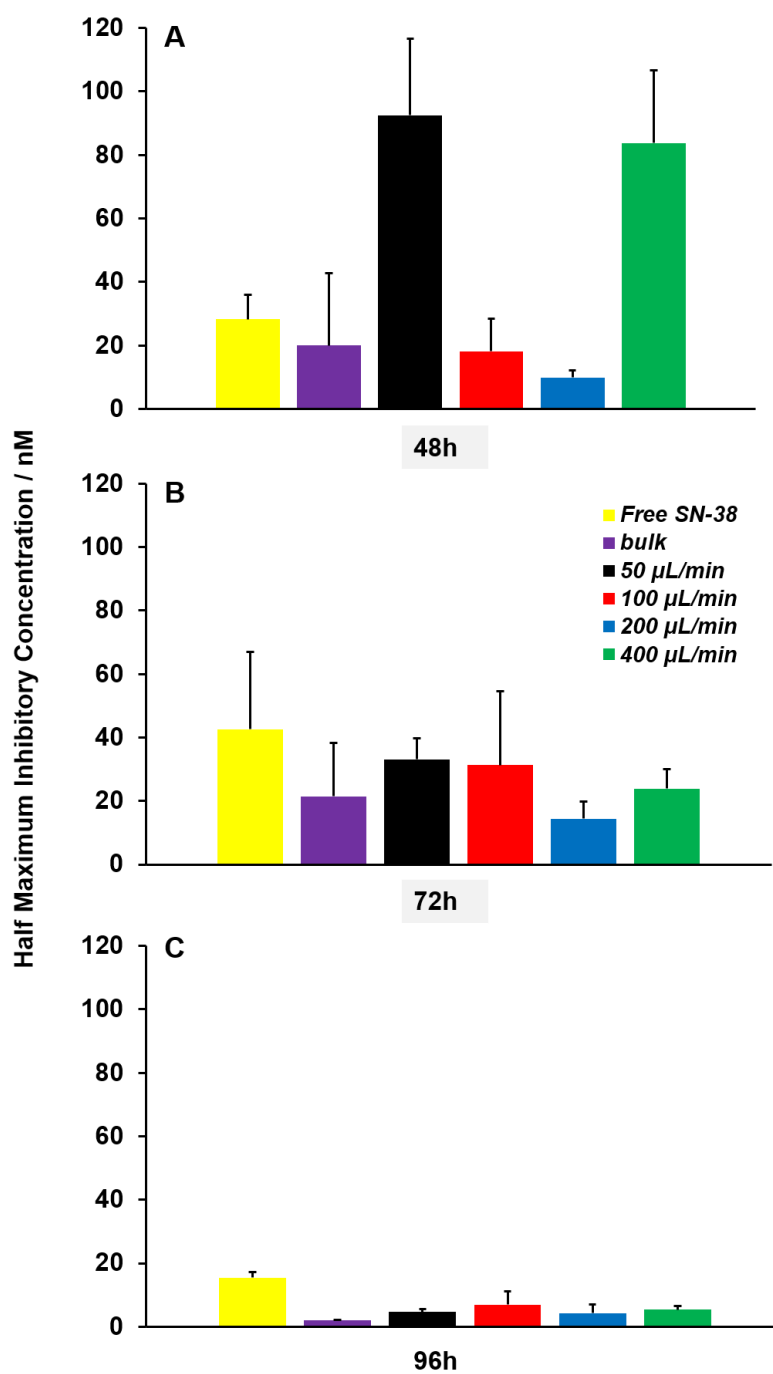 Half Maximum Inhibitory Concentration / nM
A
120
100
80
60
40
20
0
48h
B
120
100
80
60
40
20
0
Free SN-38
bulk
50 µL/min
100 µL/min
200 µL/min
400 µL/min
72h
C
120
100
80
60
40
20
0
96h